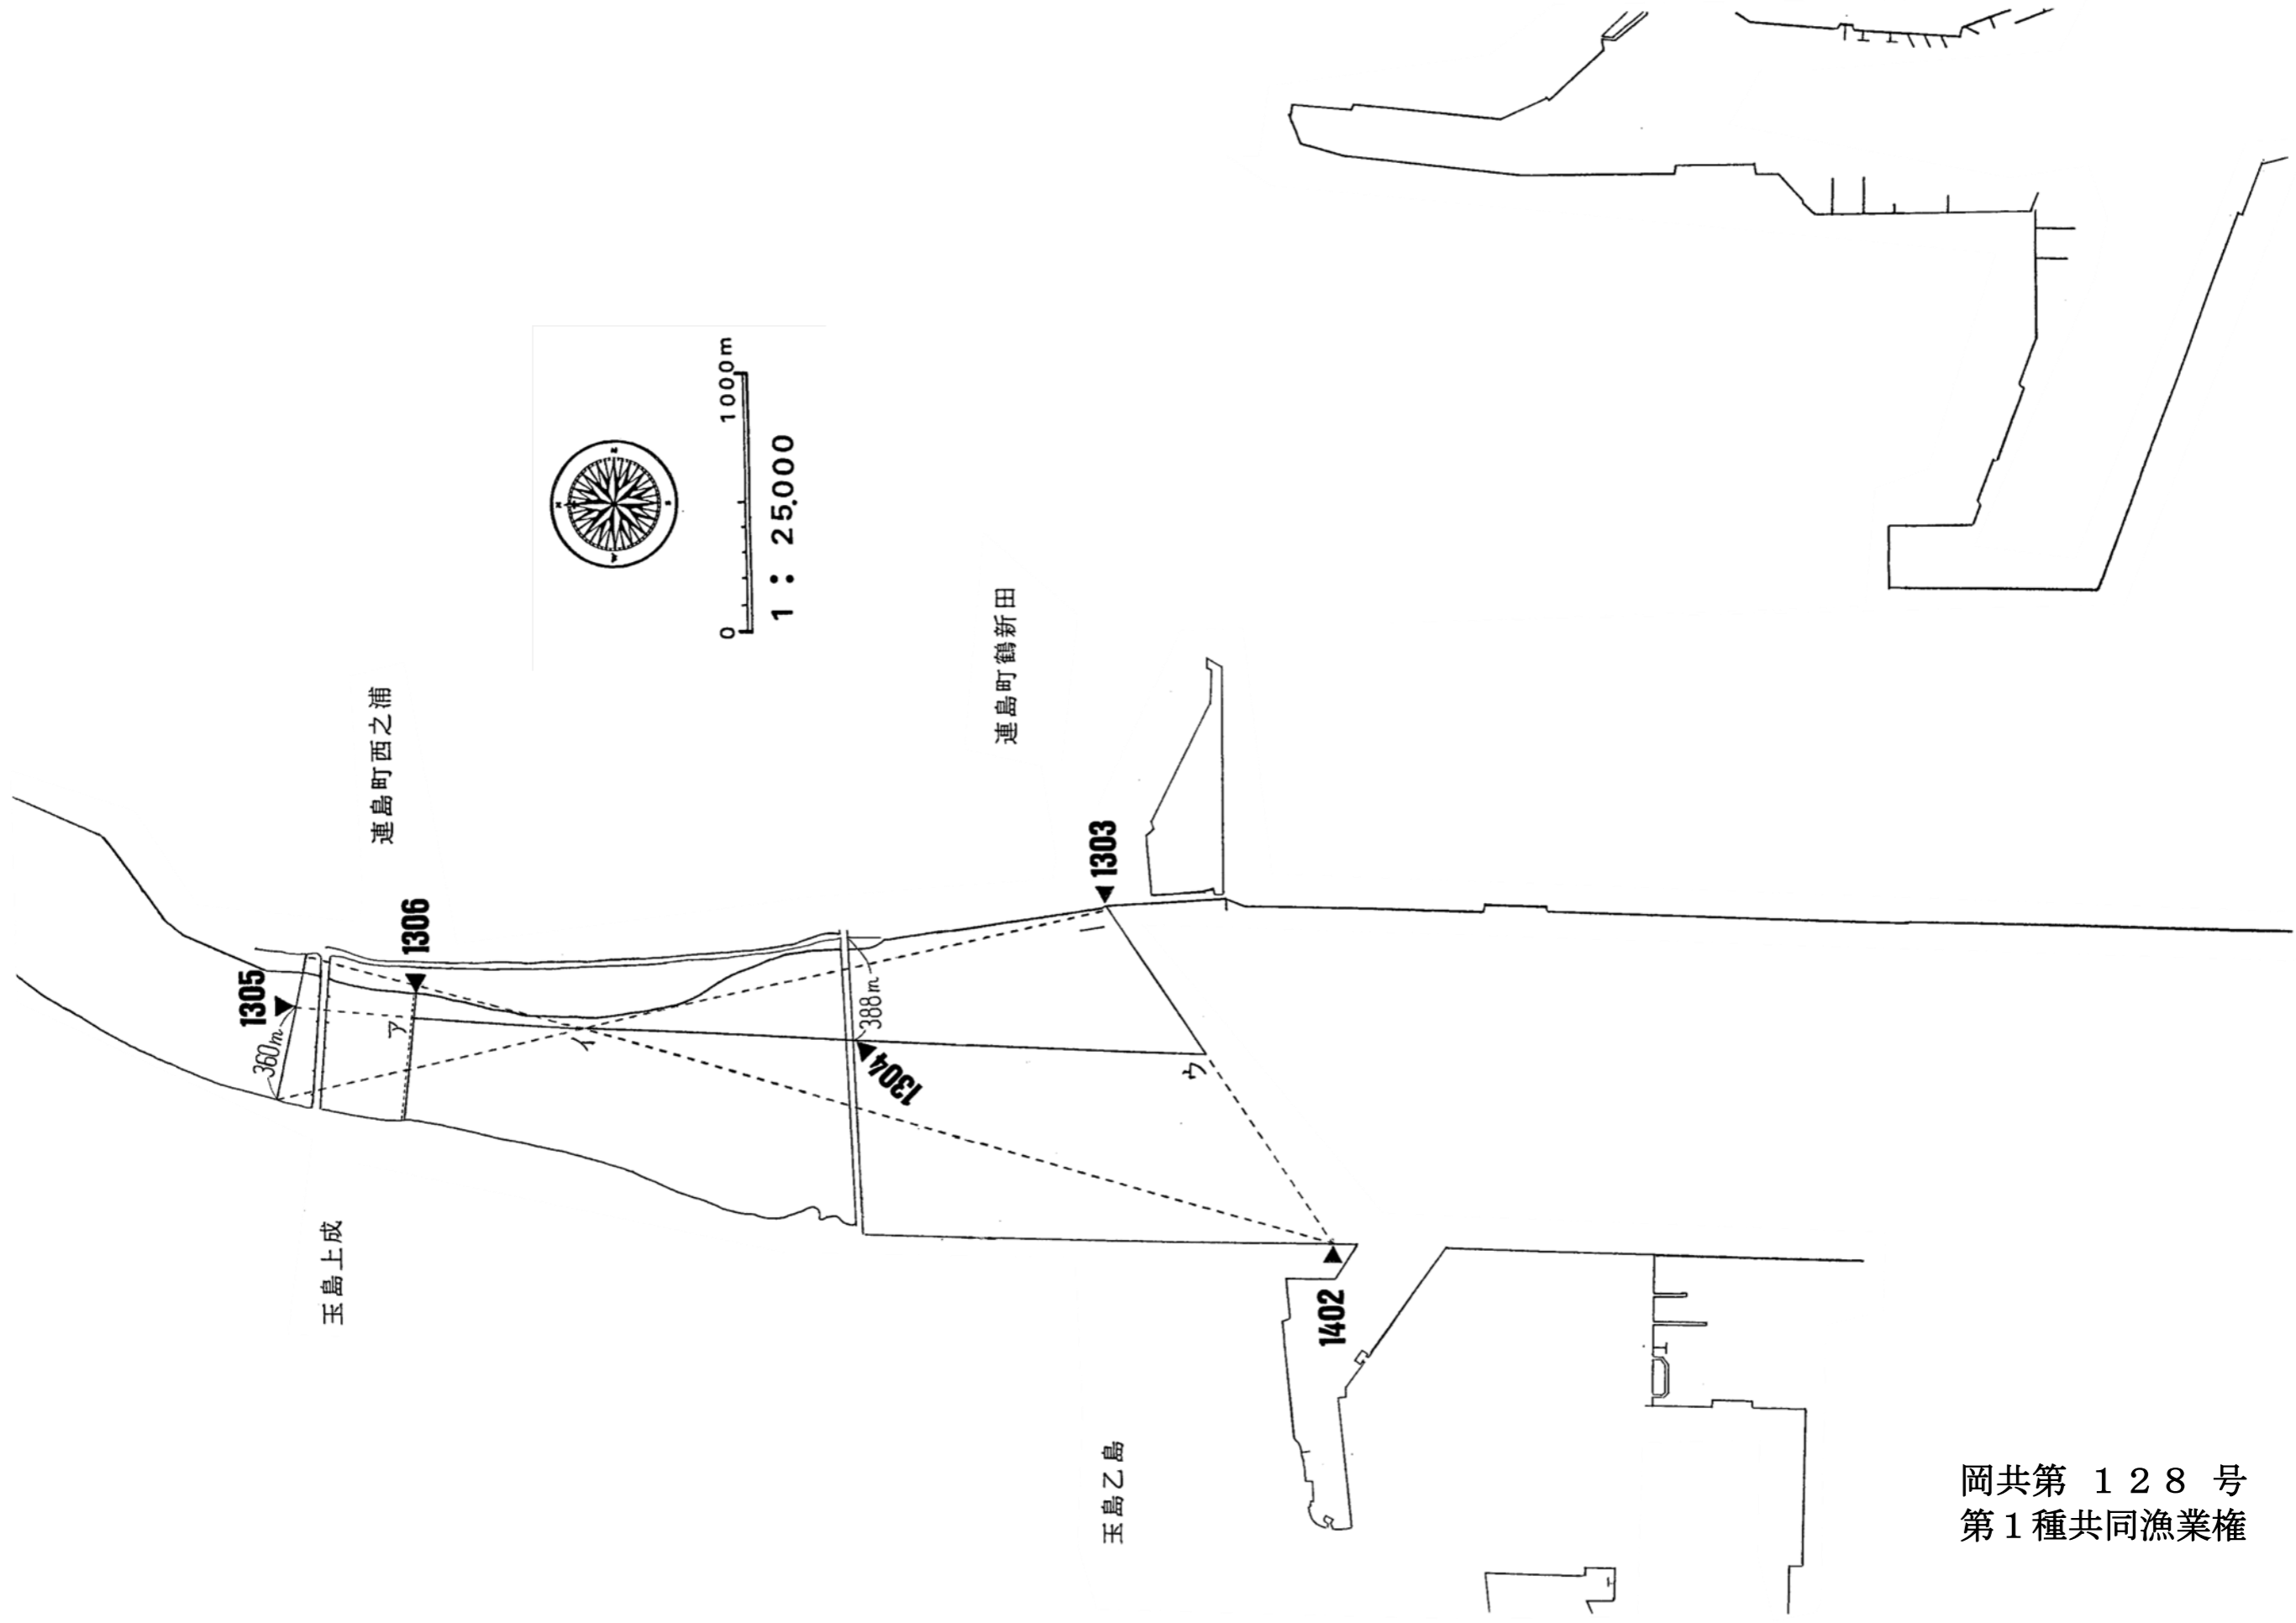 1000m
0
1：25,000
連島町西之浦
連島町鶴新田
1303
1306
1305
360m
ア
イ
388m
1304
ウ
玉島上成
1402
玉島乙島
岡共第 １２８ 号
第１種共同漁業権